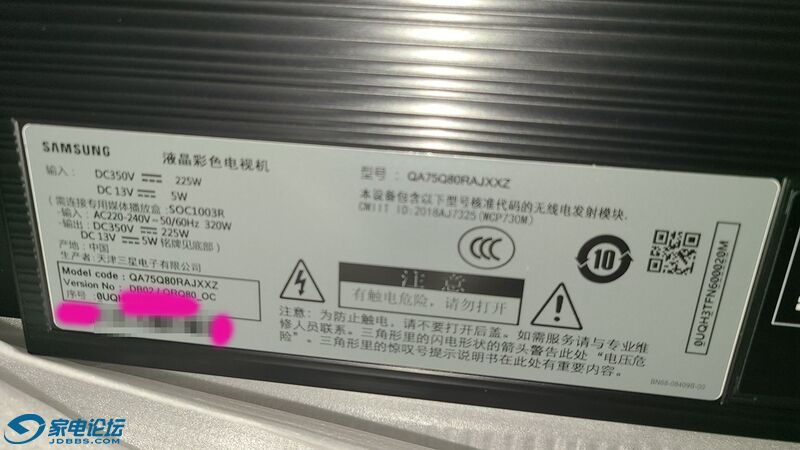 SAMSUNG 液晶彩色电视机
输入: DC350V 225W
DC 13V 5W
(需连接专用媒体播放盒: SOC1003R
-输入: AC220-240V~50/60Hz 320W
-输出: DC350V 225W
DC 13V 5W 铭牌见底部)
产地: 中国
生产厂: 天津三星电子有限公司
Model code : QA75Q80RAJXXZ
Version No : DB02 / QRQ80_OC
序号 : 0UQH
型号: QA75Q80RAJXXZ
本设备包含以下型号核准代码的无线电发射模块.
CMIIT ID:2018AJ7325(WCP730M)
CCC
10
注 意
有触电危险,请勿打开
注意: 为防止触电,请不要打开后盖。如需服务请与专业维
修人员联系。三角形里的闪电形状的箭头警告此处“电压危
险”。三角形里的惊叹号提示说明书在此处有重要内容。
0UQH3TFN600020M
BN68-08409B-00
家电论坛
JDBBS.COM